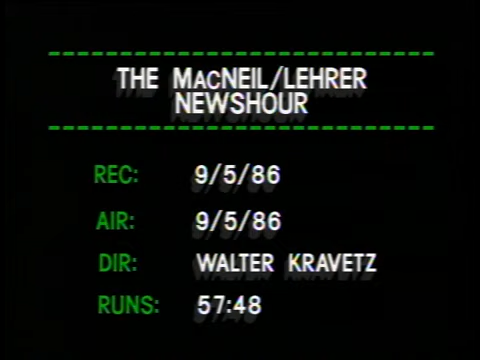 THE MACNEIL/LEHRER
NEWSHOUR
REC: 9/5/86
AIR: 9/5/86
DIR: WALTER KRAVETZ
RUNS: 57:48